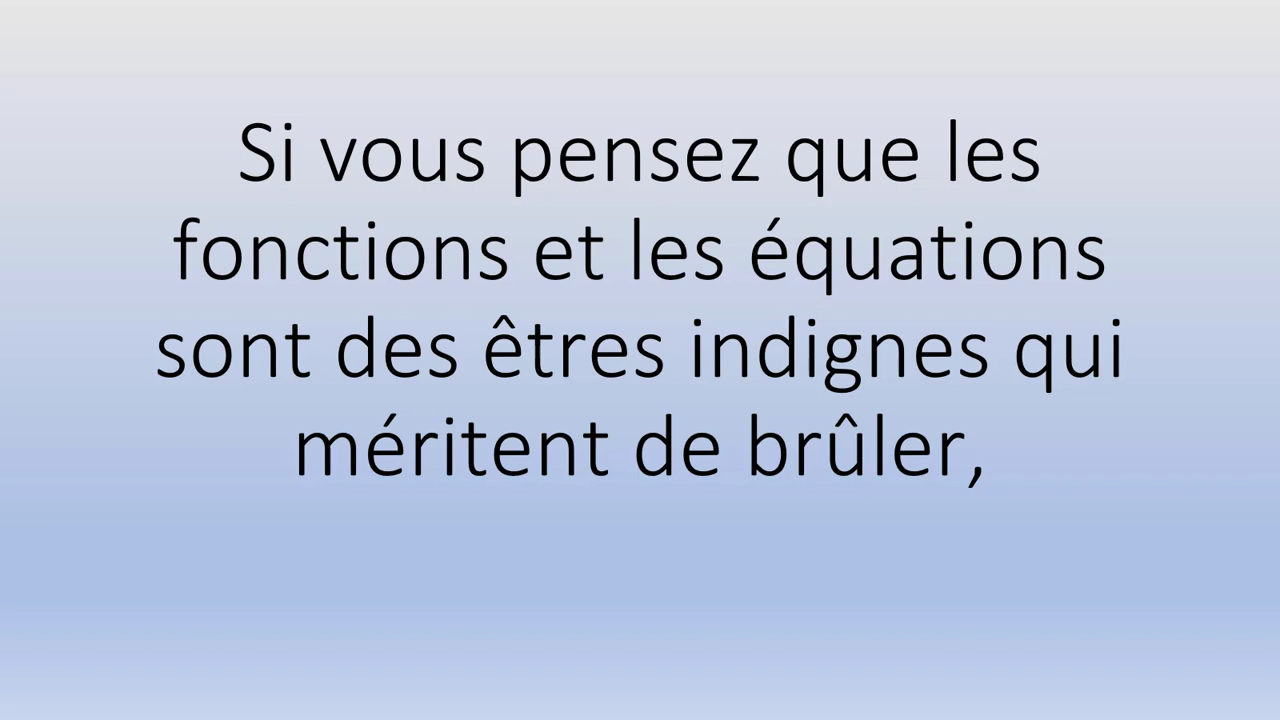 Si vous pensez que les
fonctions et les équations
sont des êtres indignes qui
méritent de brûler,